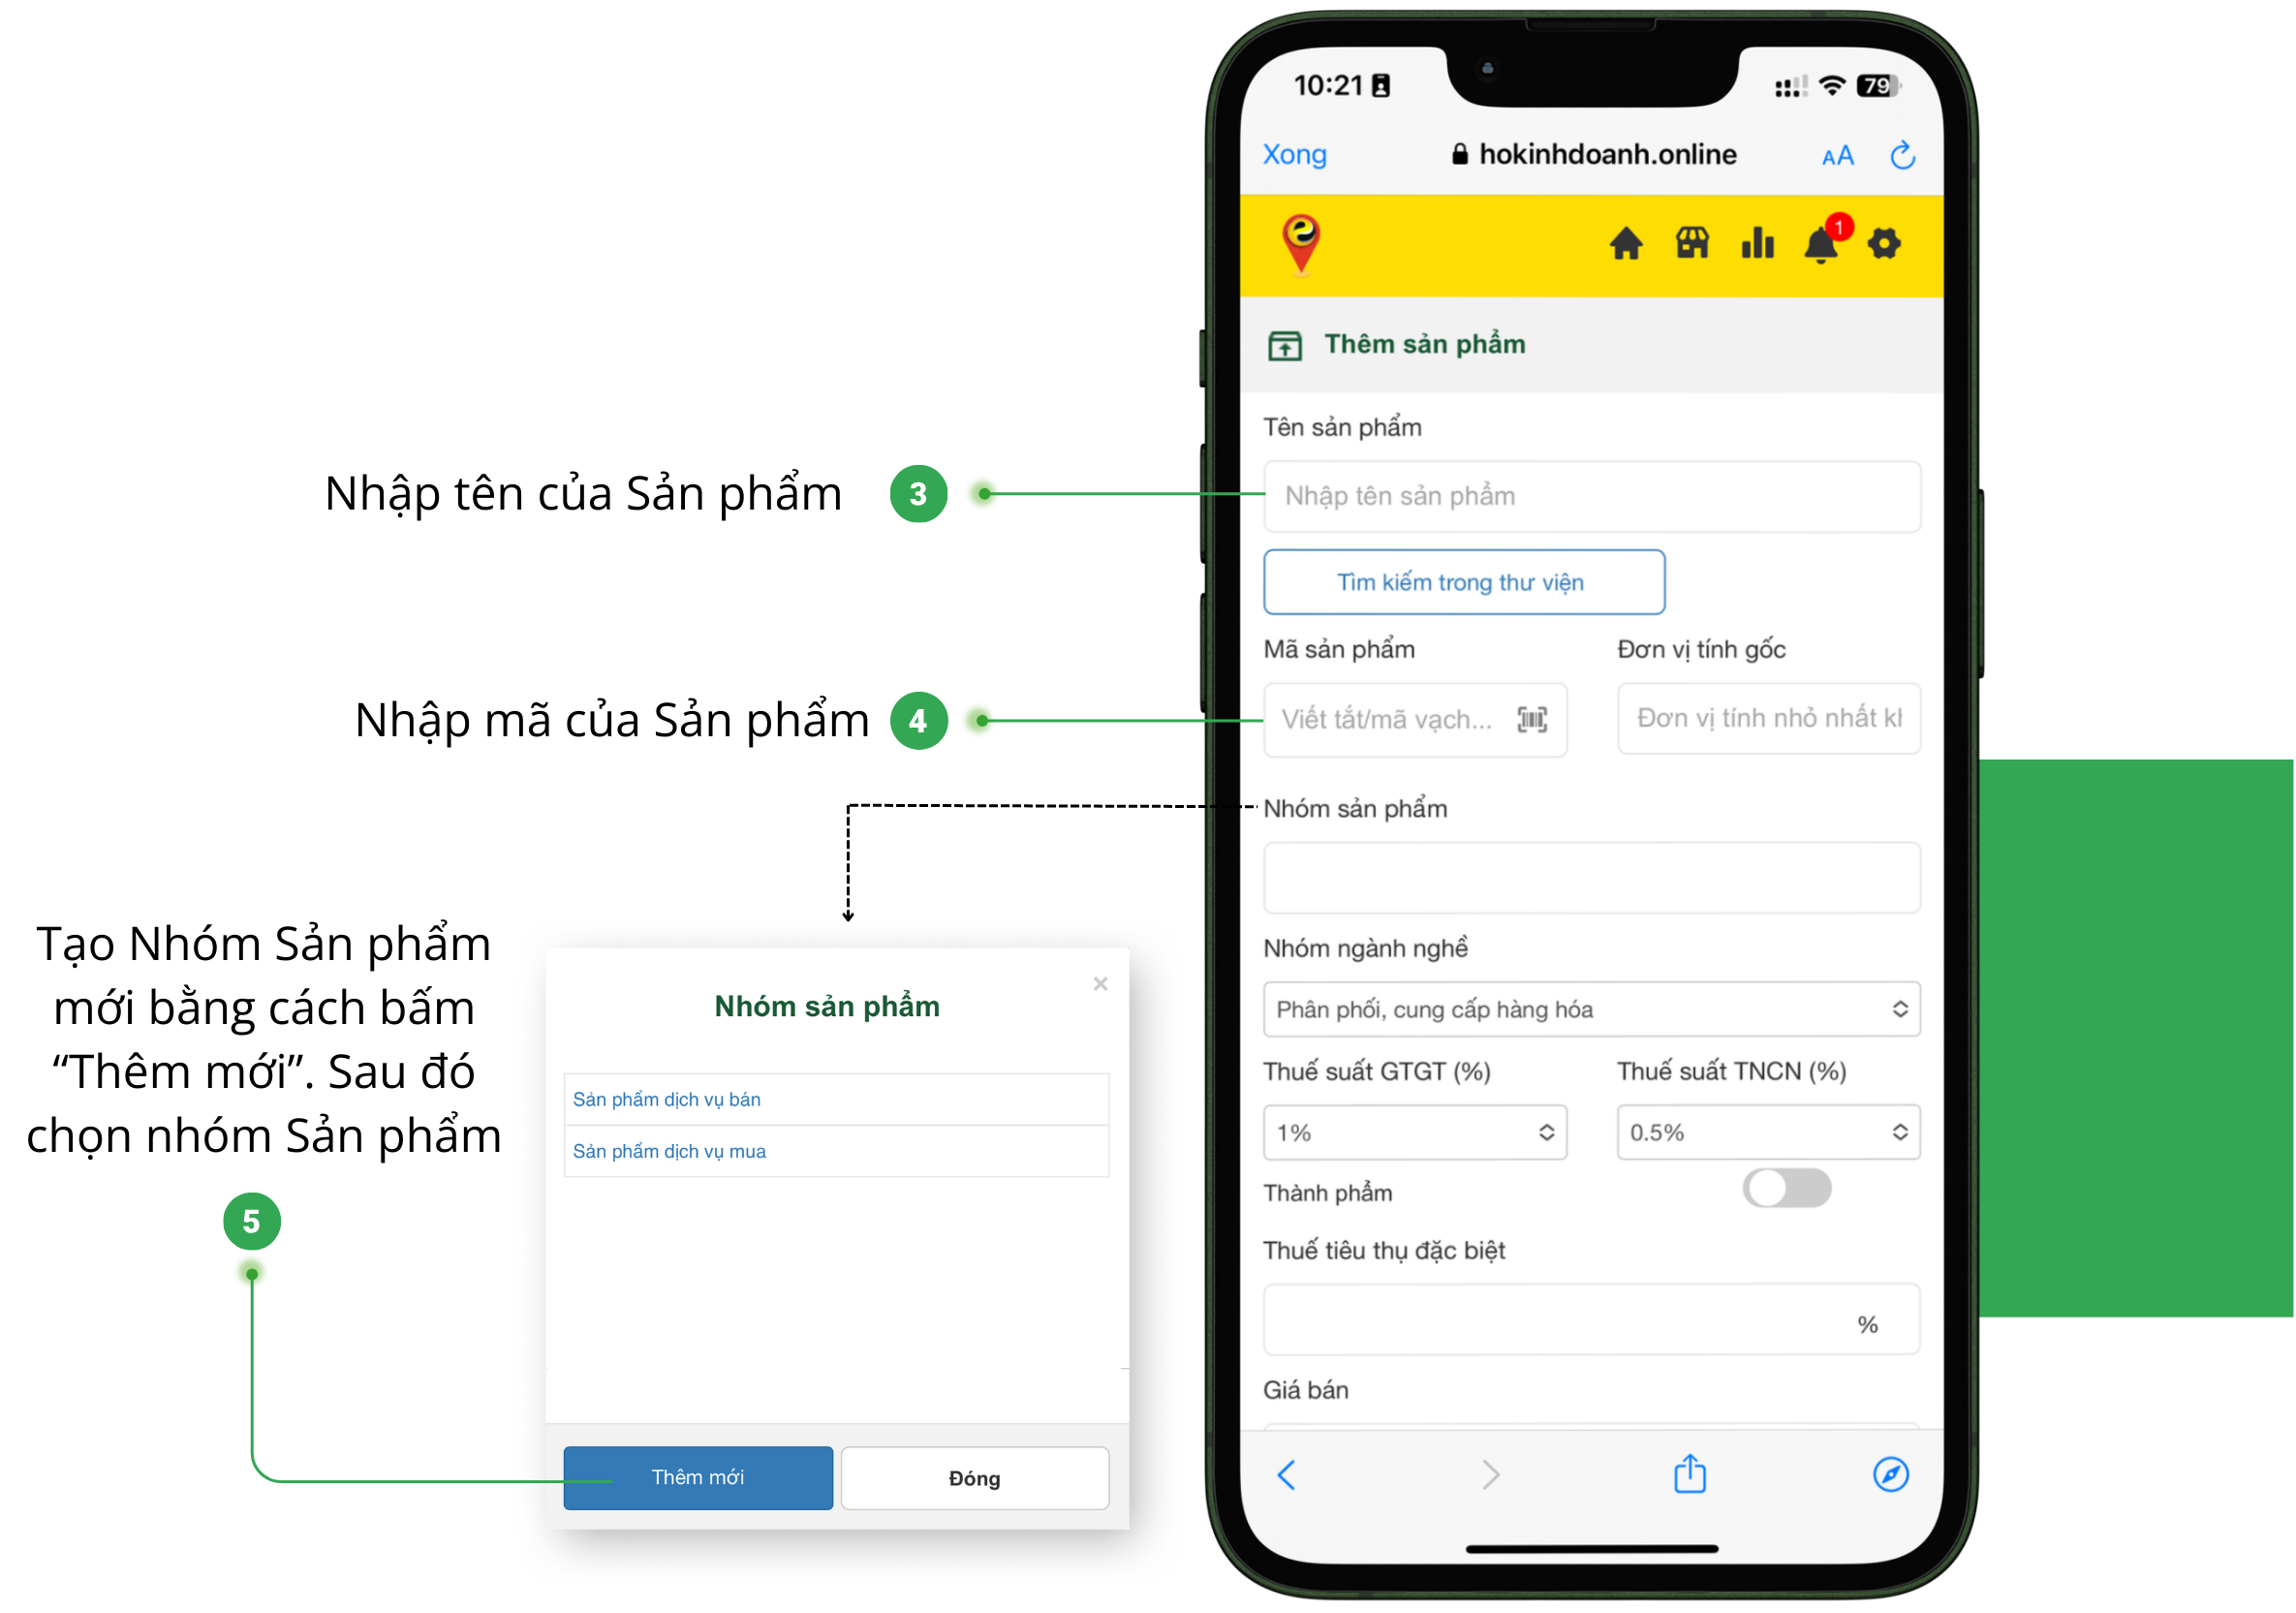 Nhập tên của Sản phẩm
3
Nhập mã của Sản phẩm
4
Tạo Nhóm Sản phẩm
mới bằng cách bấm
“Thêm mới”. Sau đó
chọn nhóm Sản phẩm
5
Nhóm sản phẩm
×
Sản phẩm dịch vụ bán
Sản phẩm dịch vụ mua
Thêm mới
Đóng
10:21
79
Xong
hokinhdoanh.online
AA
1
Thêm sản phẩm
Tên sản phẩm
Nhập tên sản phẩm
Tìm kiếm trong thư viện
Mã sản phẩm
Đơn vị tính gốc
Viết tắt/mã vạch...
Đơn vị tính nhỏ nhất kl
Nhóm sản phẩm
Nhóm ngành nghề
Phân phối, cung cấp hàng hóa
Thuế suất GTGT (%)
Thuế suất TNCN (%)
1%
0.5%
Thành phẩm
Thuế tiêu thụ đặc biệt
%
Giá bán